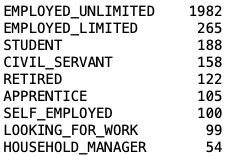 EMPLOYED_UNLIMITED 1982
EMPLOYED_LIMITED 265
STUDENT 188
CIVIL_SERVANT 158
RETIRED 122
APPRENTICE 105
SELF_EMPLOYED 100
LOOKING_FOR_WORK 99
HOUSEHOLD_MANAGER 54